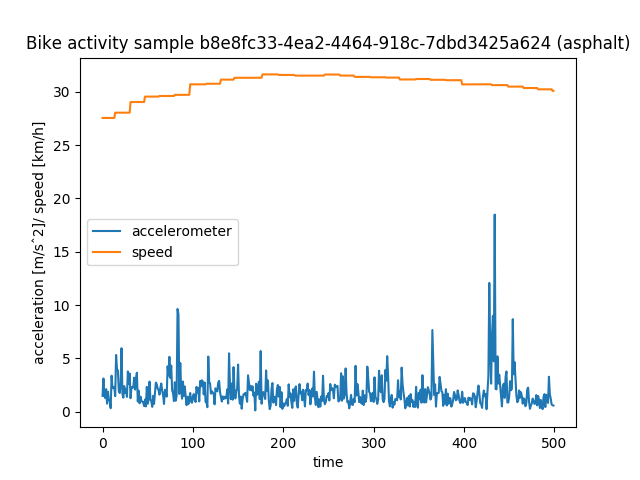 Bike activity sample b8e8fc33-4ea2-4464-918c-7dbd3425a624 (asphalt)
acceleration [m/s^2]/ speed [km/h]
30
25
20
15
10
5
0
accelerometer
speed
0 100 200 300 400 500
time